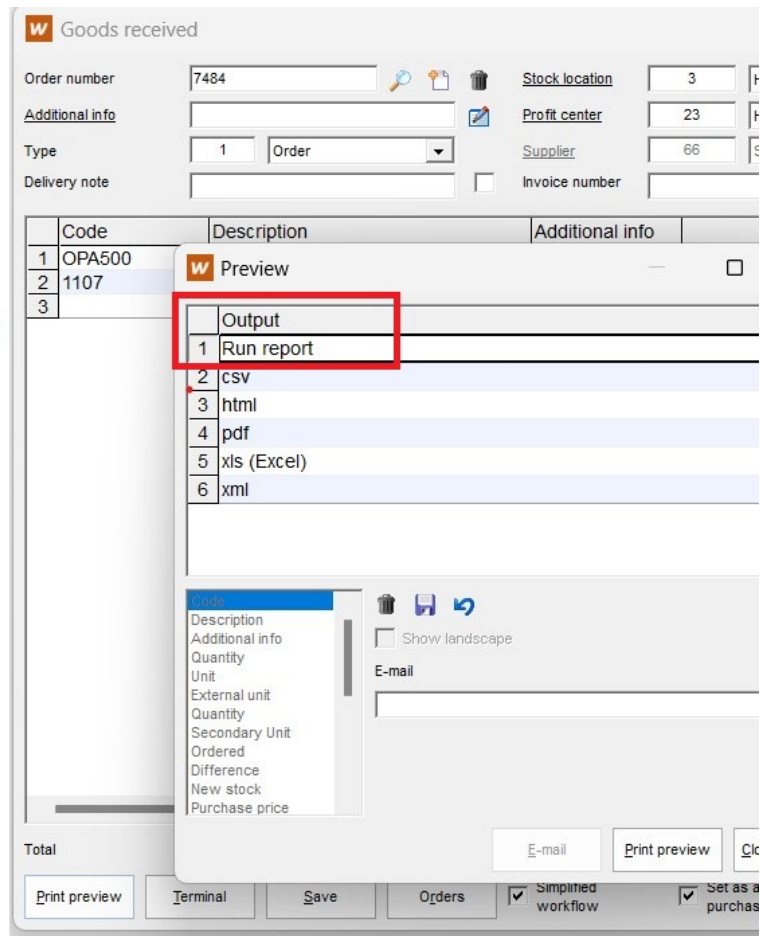 W Goods received
Order number 7484 Stock location 3 H
Additional info Profit center 23 H
Type 1 Order Supplier 66 S
Delivery note Invoice number
Code Description Additional info
1 OPA500
2 1107
3
W Preview
Output
1 Run report
2 csv
3 html
4 pdf
5 xls (Excel)
6 xml
Code
Description
Additional info
Quantity
Unit
External unit
Quantity
Secondary Unit
Ordered
Difference
New stock
Purchase price
Show landscape
E-mail
E-mail Print preview Clo
Total
Print preview Terminal Save Orders Simplified workflow Set as a purchas